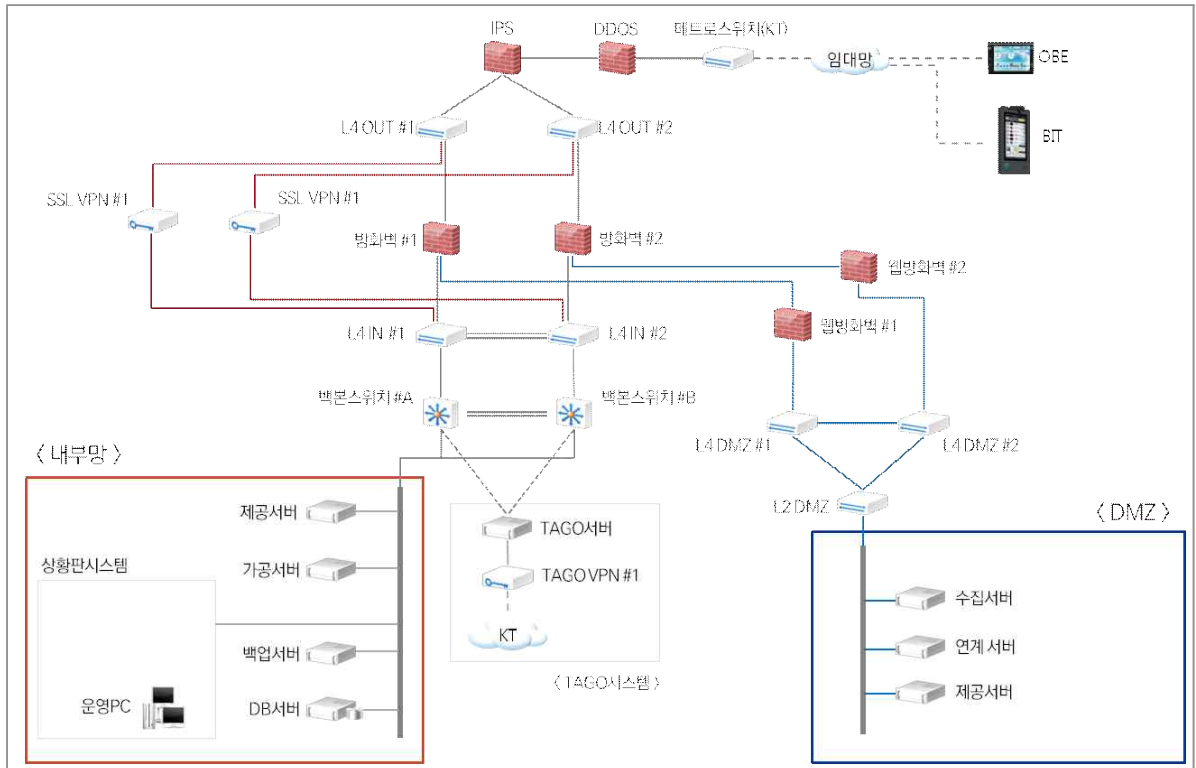 IPS
DDOS
메트로스위치(KT)
임대망
OBE
BIT
L4 OUT #1
L4 OUT #2
SSL VPN #1
SSL VPN #1
방화벽 #1
방화벽 #2
웹방화벽 #2
웹방화벽 #1
L4 IN #1
L4 IN #2
백본스위치 #A
백본스위치 #B
L4 DMZ #1
L4 DMZ #2
〈 내부망 〉
L2 DMZ
〈 DMZ 〉
제공서버
가공서버
상황판시스템
백업서버
운영PC
DB서버
TAGO서버
TAGO VPN #1
KT
〈 TAGO시스템 〉
수집서버
연계 서버
제공서버